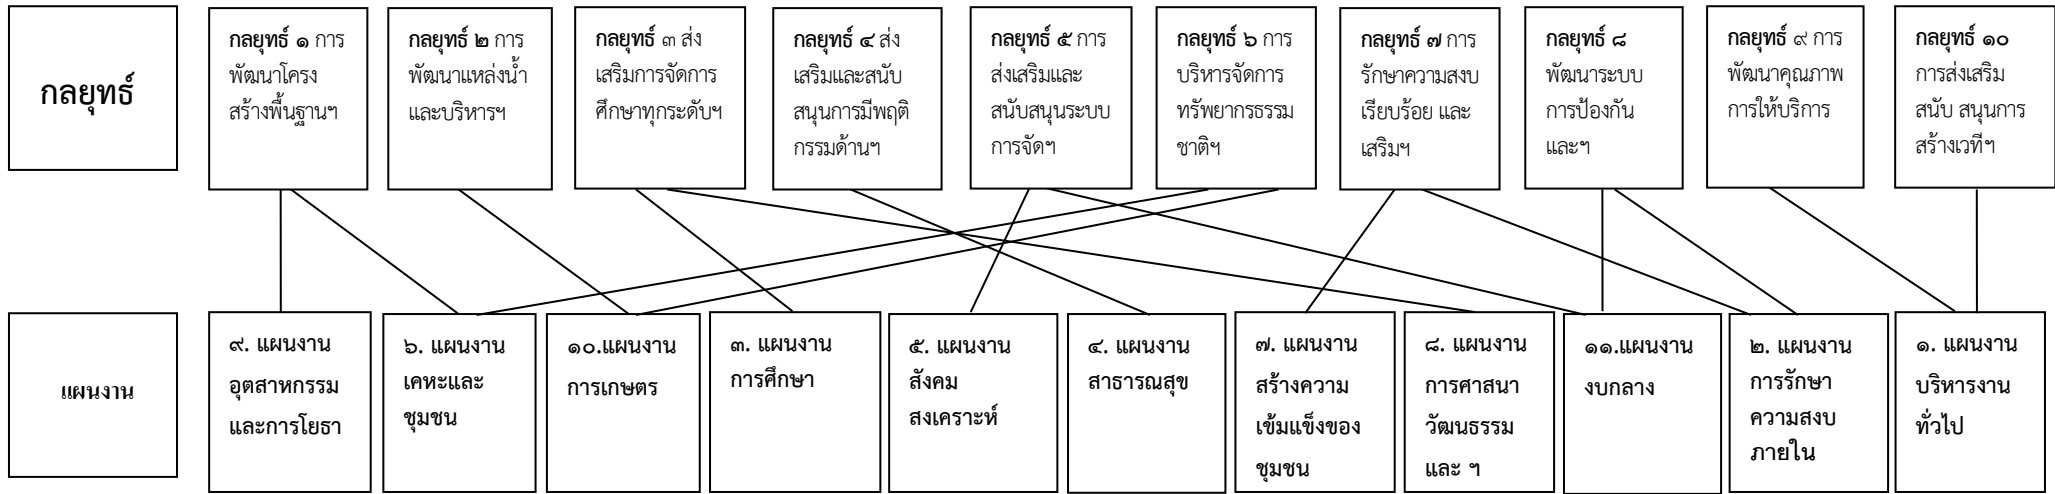 กลยุทธ์
กลยุทธ์ ๑ การ
พัฒนาโครง
สร้างพื้นฐานฯ
กลยุทธ์ ๒ การ
พัฒนาแหล่งน้ำ
และบริหารฯ
กลยุทธ์ ๓ ส่ง
เสริมการจัดการ
ศึกษาทุกระดับฯ
กลยุทธ์ ๔ ส่ง
เสริมและสนับ
สนุนการมีพฤติ
กรรมด้านฯ
กลยุทธ์ ๕ การ
ส่งเสริมและ
สนับสนุนระบบ
การจัดฯ
กลยุทธ์ ๖ การ
บริหารจัดการ
ทรัพยากรธรรม
ชาติฯ
กลยุทธ์ ๗ การ
รักษาความสงบ
เรียบร้อย และ
เสริมฯ
กลยุทธ์ ๘
พัฒนาระบบ
การป้องกัน
และฯ
กลยุทธ์ ๙ การ
พัฒนาคุณภาพ
การให้บริการ
กลยุทธ์ ๑๐
การส่งเสริม
สนับ สนุนการ
สร้างเวทีฯ
แผนงาน
๙. แผนงาน
อุตสาหกรรม
และการโยธา
๖. แผนงาน
เคหะและ
ชุมชน
๑๐.แผนงาน
การเกษตร
๓. แผนงาน
การศึกษา
๕. แผนงาน
สังคม
สงเคราะห์
๔. แผนงาน
สาธารณสุข
๗. แผนงาน
สร้างความ
เข้มแข็งของ
ชุมชน
๘. แผนงาน
การศาสนา
วัฒนธรรม
และ ฯ
๑๑.แผนงาน
งบกลาง
๒. แผนงาน
การรักษา
ความสงบ
ภายใน
๑. แผนงาน
บริหารงาน
ทั่วไป